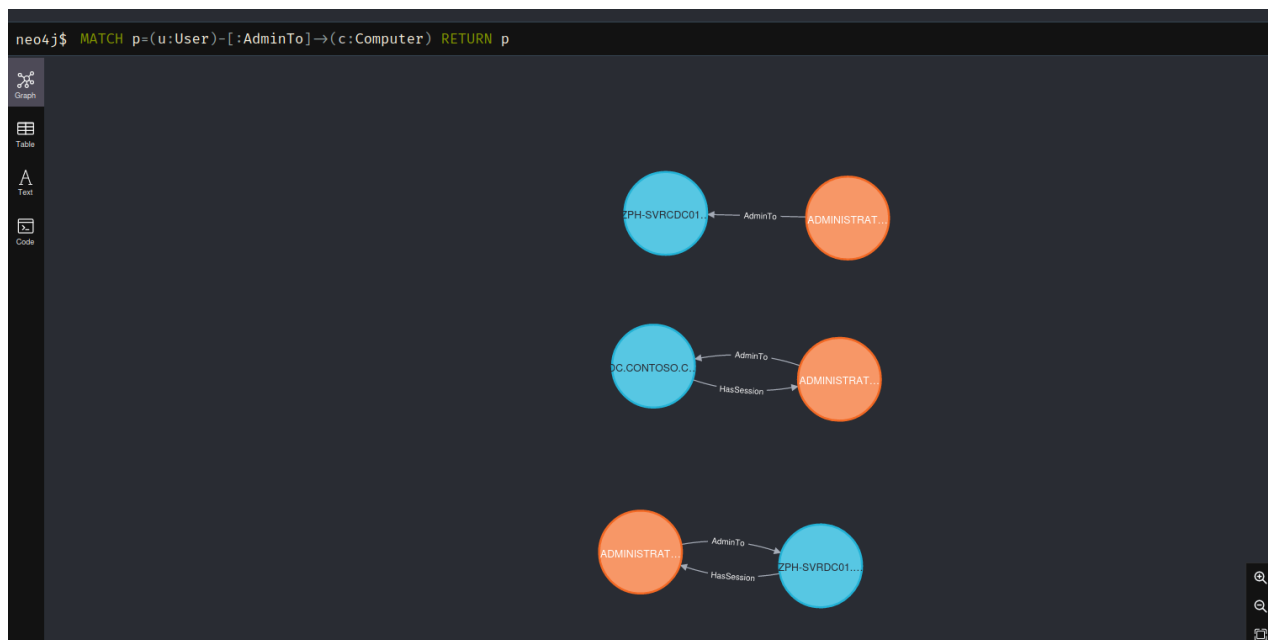 neo4j$ MATCH p=(u:User)-[:AdminTo]→(c:Computer) RETURN p
Graph
Table
Text
Code
ZPH-SVRCDC01...
AdminTo
ADMINISTRAT...
DC.CONTOSO.C...
AdminTo
HasSession
ADMINISTRAT...
ADMINISTRAT...
AdminTo
HasSession
ZPH-SVRDC01....